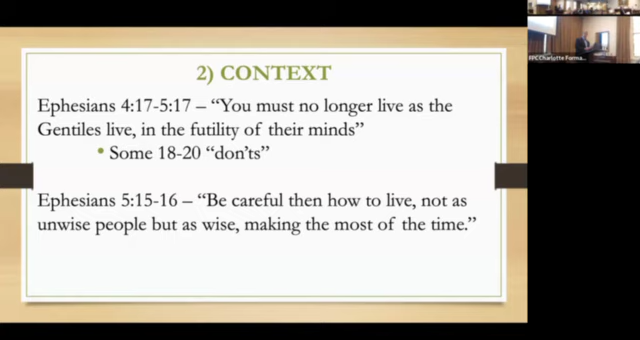 2) CONTEXT
Ephesians 4:17-5:17 – “You must no longer live as the
Gentiles live, in the futility of their minds”
• Some 18-20 “don’ts”
Ephesians 5:15-16 – “Be careful then how to live, not as
unwise people but as wise, making the most of the time.”
FPCCharlotte Forma...